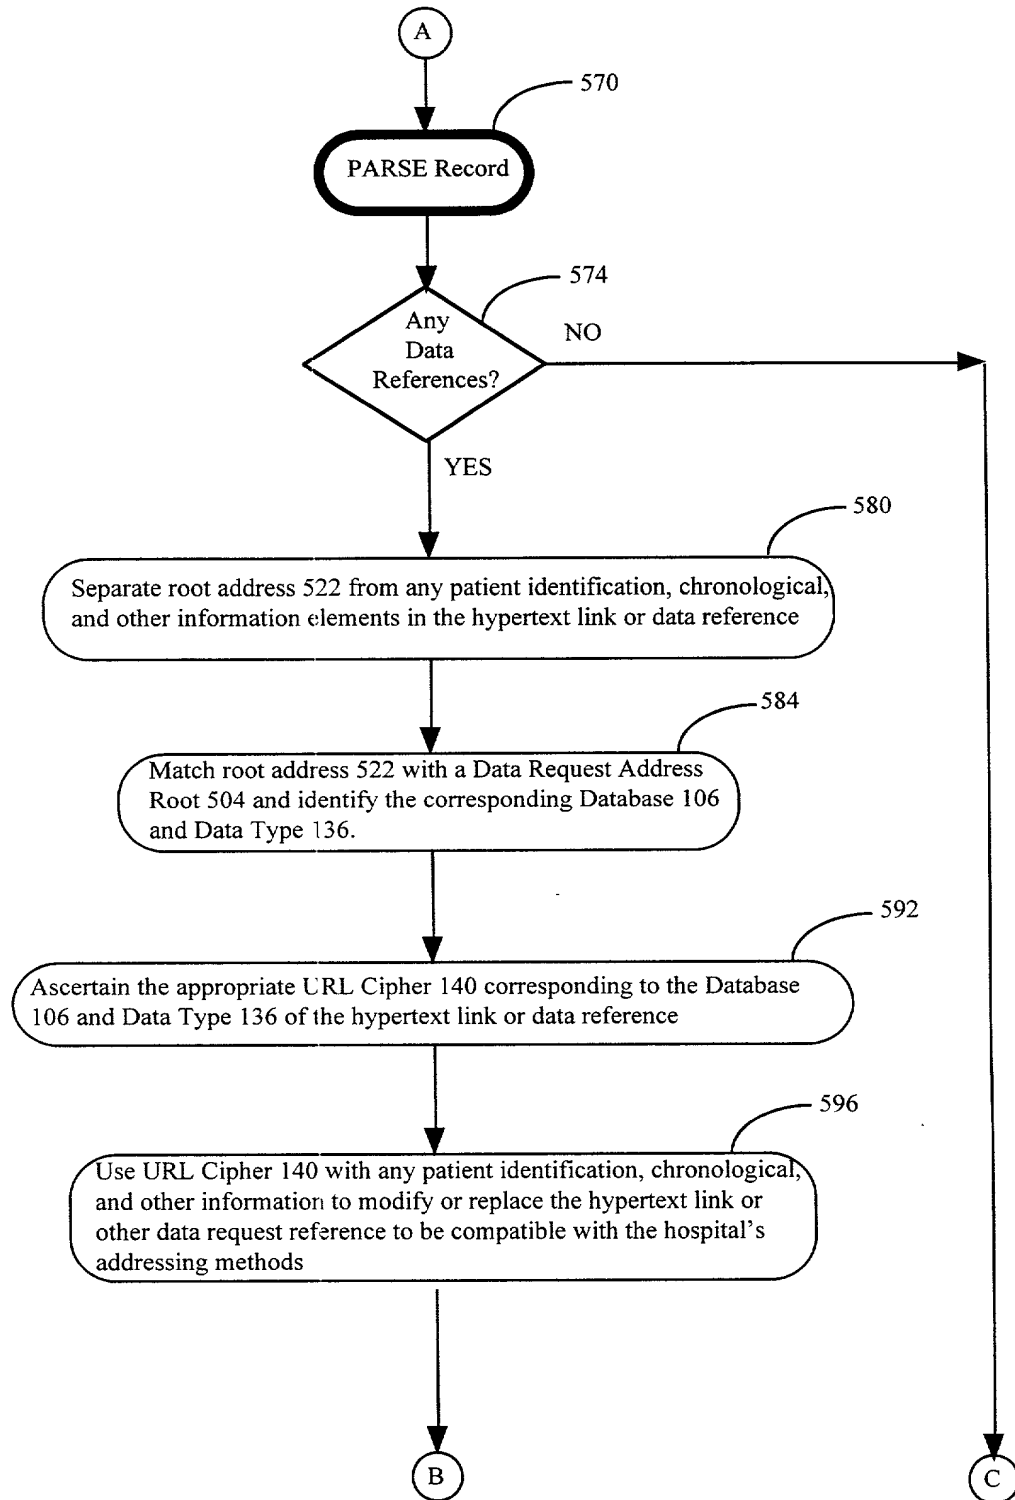 A
570
PARSE Record
574
Any
Data
References?
NO
YES
580
Separate root address 522 from any patient identification, chronological,
and other information elements in the hypertext link or data reference
584
Match root address 522 with a Data Request Address
Root 504 and identify the corresponding Database 106
and Data Type 136.
592
Ascertain the appropriate URL Cipher 140 corresponding to the Database
106 and Data Type 136 of the hypertext link or data reference
596
Use URL Cipher 140 with any patient identification, chronological,
and other information to modify or replace the hypertext link or
other data request reference to be compatible with the hospital's
addressing methods
B
C